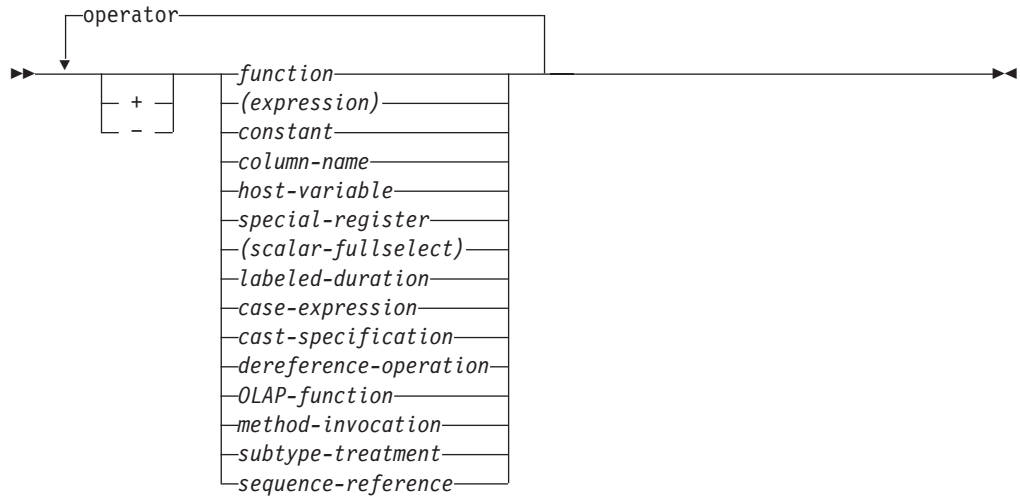 operator
function
+ (expression)
− constant
column-name
host-variable
special-register
(scalar-fullselect)
labeled-duration
case-expression
cast-specification
dereference-operation
OLAP-function
method-invocation
subtype-treatment
sequence-reference